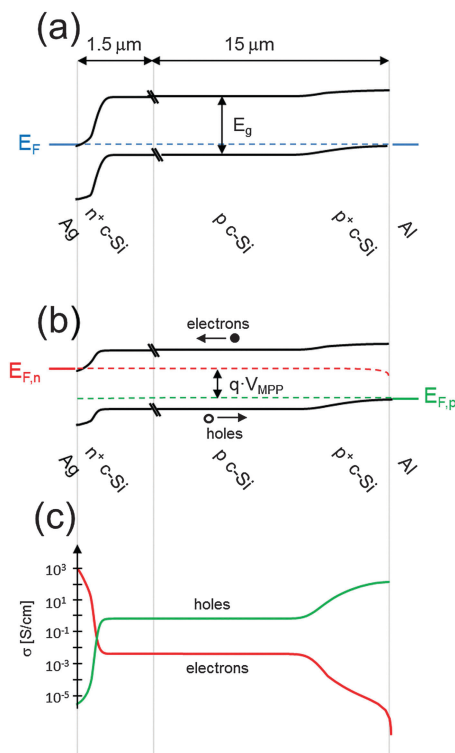 (a)
1.5 μm 15 μm
E_F
E_g
Ag n⁺ c-Si p c-Si p⁺ c-Si Al
(b)
electrons
E_F,n
q·V_MPP
E_F,p
holes
Ag n⁺ c-Si p c-Si p⁺ c-Si Al
(c)
σ [S/cm]
10³
10¹
holes
10⁻¹
10⁻³
electrons
10⁻⁵